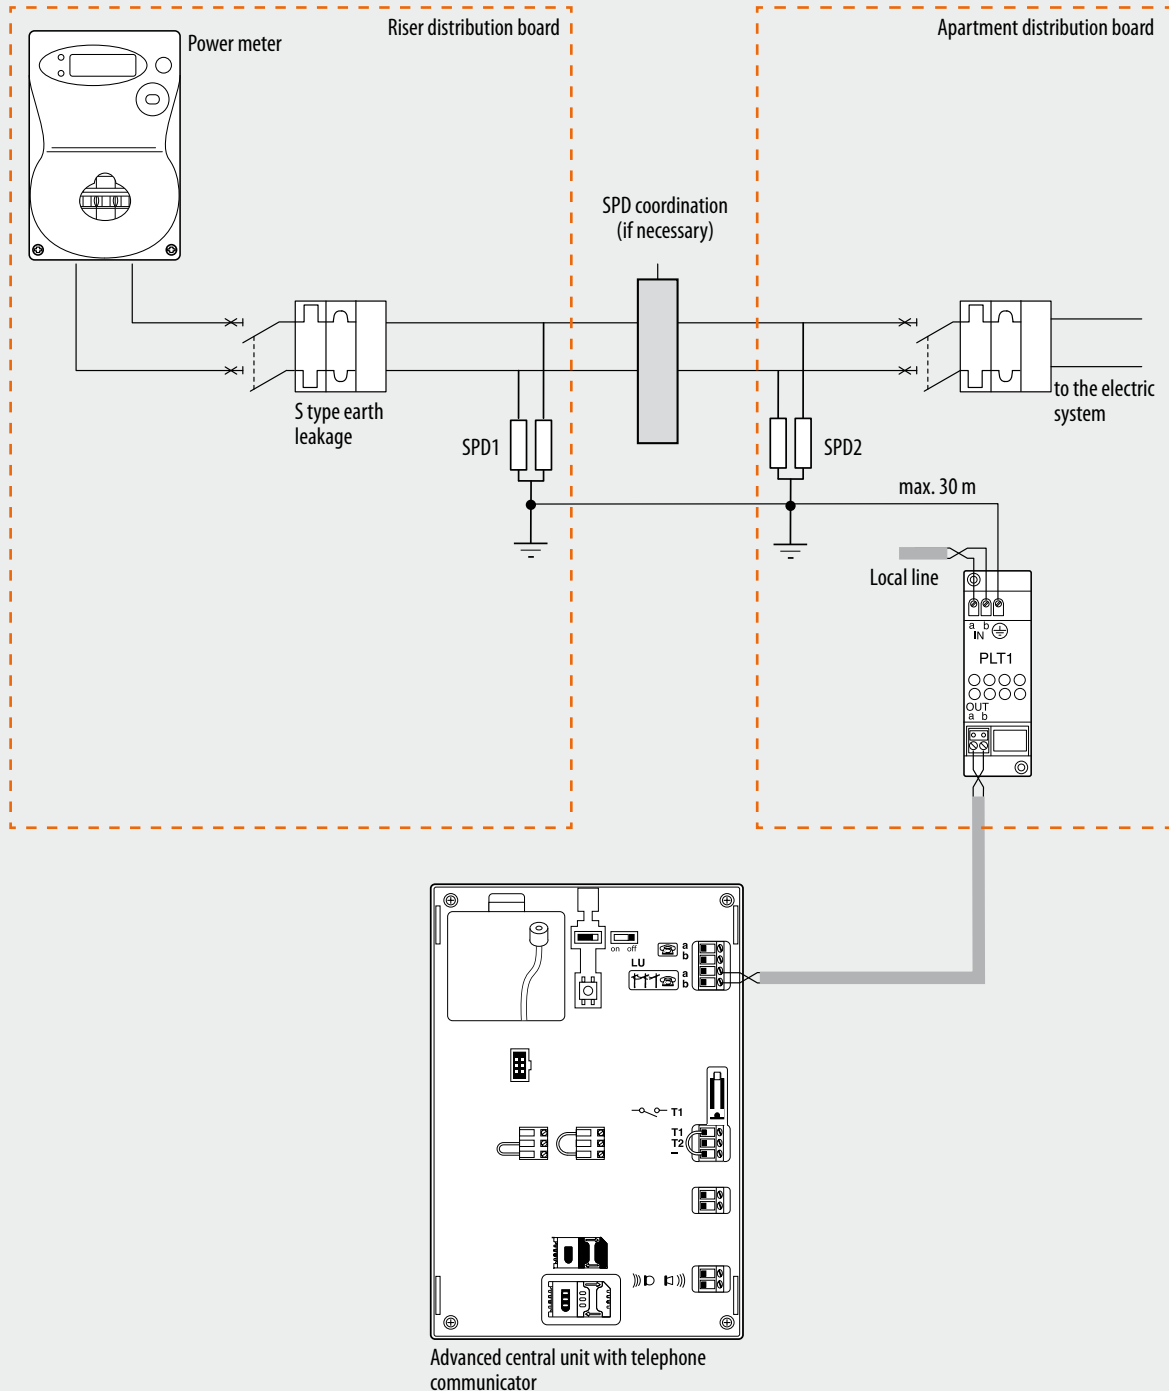 Riser distribution board
Apartment distribution board
Power meter
SPD coordination
(if necessary)
S type earth
leakage
SPD1
SPD2
to the electric
system
max. 30 m
Local line
a b
IN
PLT1
OUT
a b
on off
a
b
LU
a
b
T1
T1
T2
–
Advanced central unit with telephone
communicator